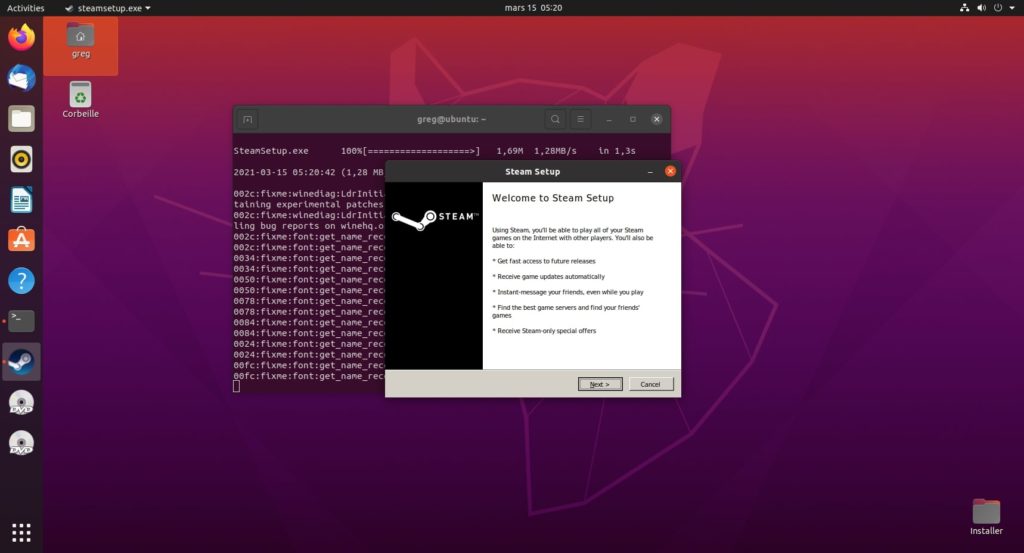 Activities
steamsetup.exe
mars 15 05:20
greg
Corbeille
greg@ubuntu: ~
SteamSetup.exe 100%[===================>] 1,69M 1,28MB/s in 1,3s
2021-03-15 05:20:42 (1,28 MB
002c:fixme:winediag:LdrIniti
taining experimental patches
002c:fixme:winediag:LdrIniti
ling bug reports on winehq.o
002c:fixme:font:get_name_rec
002c:fixme:font:get_name_rec
0034:fixme:font:get_name_rec
0034:fixme:font:get_name_rec
0050:fixme:font:get_name_rec
0050:fixme:font:get_name_rec
0078:fixme:font:get_name_rec
0078:fixme:font:get_name_rec
0084:fixme:font:get_name_rec
0084:fixme:font:get_name_rec
0024:fixme:font:get_name_rec
0024:fixme:font:get_name_rec
00fc:fixme:font:get_name_rec
00fc:fixme:font:get_name_rec
Steam Setup
STEAM™
Welcome to Steam Setup
Using Steam, you'll be able to play all of your Steam
games on the Internet with other players. You'll also be
able to:
* Get fast access to future releases
* Receive game updates automatically
* Instant-message your friends, even while you play
* Find the best game servers and find your friends'
games
* Receive Steam-only special offers
Next >
Cancel
DVD
DVD
Installer